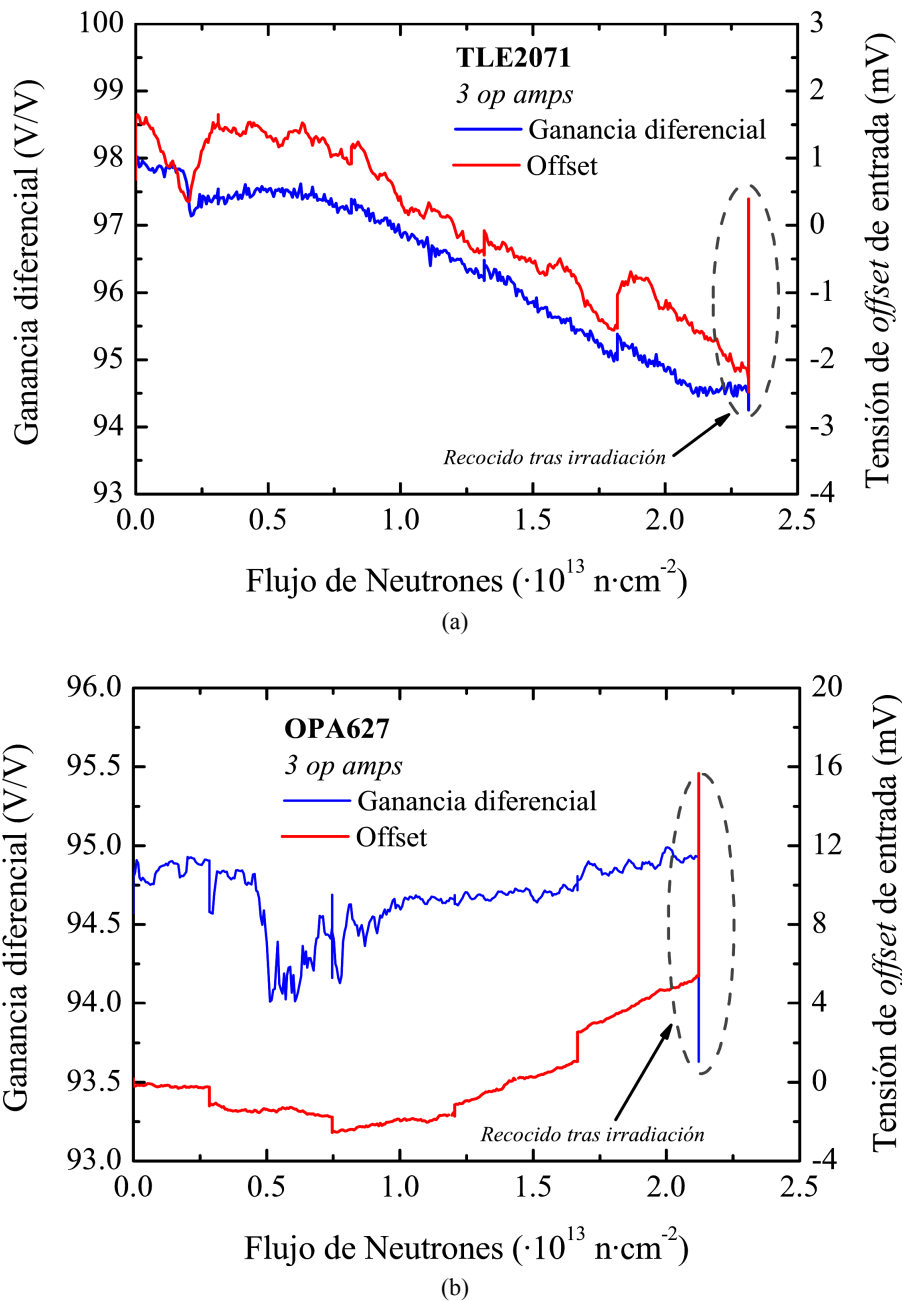 100
99
98
97
96
95
94
93
3
2
1
0
-1
-2
-3
-4
0.0
0.5
1.0
1.5
2.0
2.5
Ganancia diferencial (V/V)
Tensión de offset de entrada (mV)
TLE2071
3 op amps
Ganancia diferencial
Offset
Recocido tras irradiación
Flujo de Neutrones (·10¹³ n·cm⁻²)
(a)
96.0
95.5
95.0
94.5
94.0
93.5
93.0
20
16
12
8
4
0
-4
0.0
0.5
1.0
1.5
2.0
2.5
Ganancia diferencial (V/V)
Tensión de offset de entrada (mV)
OPA627
3 op amps
Ganancia diferencial
Offset
Recocido tras irradiación
Flujo de Neutrones (·10¹³ n·cm⁻²)
(b)